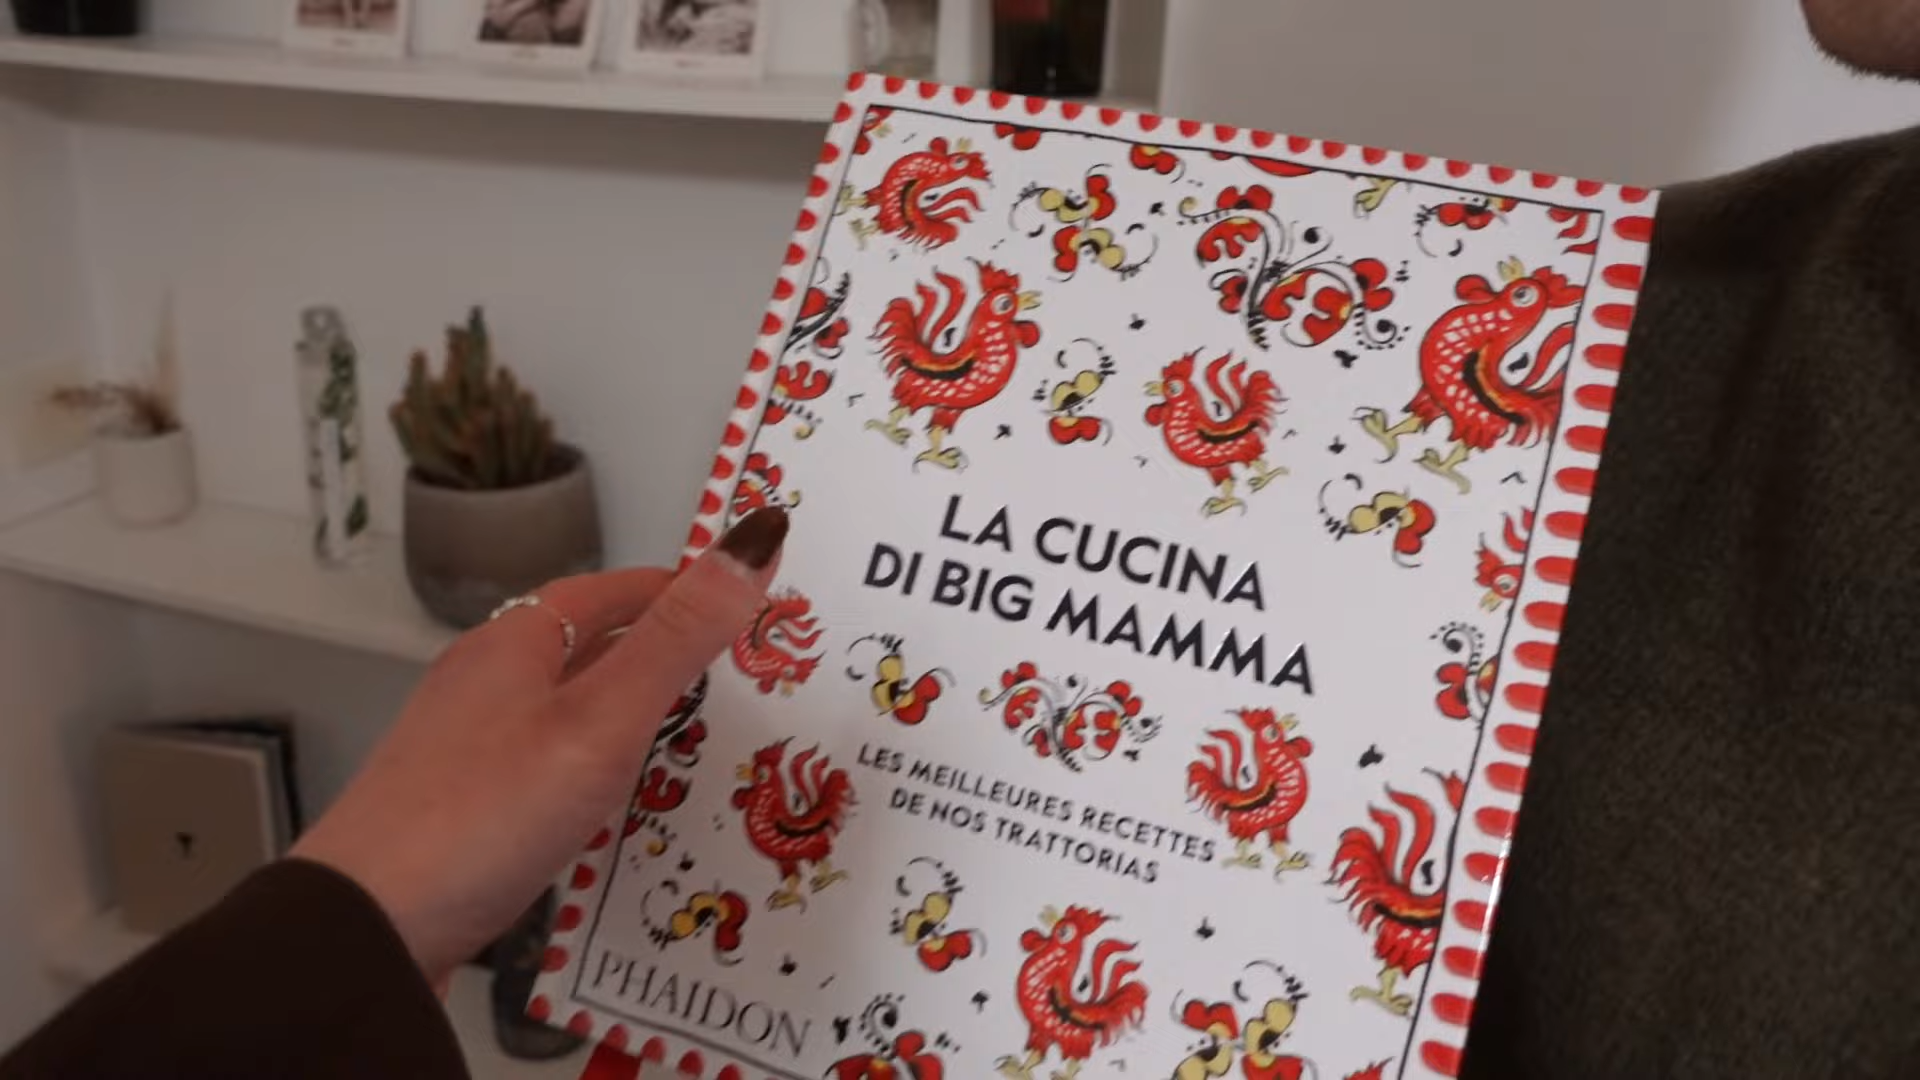 LA CUCINA
DI BIG MAMMA
LES MEILLEURES RECETTES
DE NOS TRATTORIAS
PHAIDON